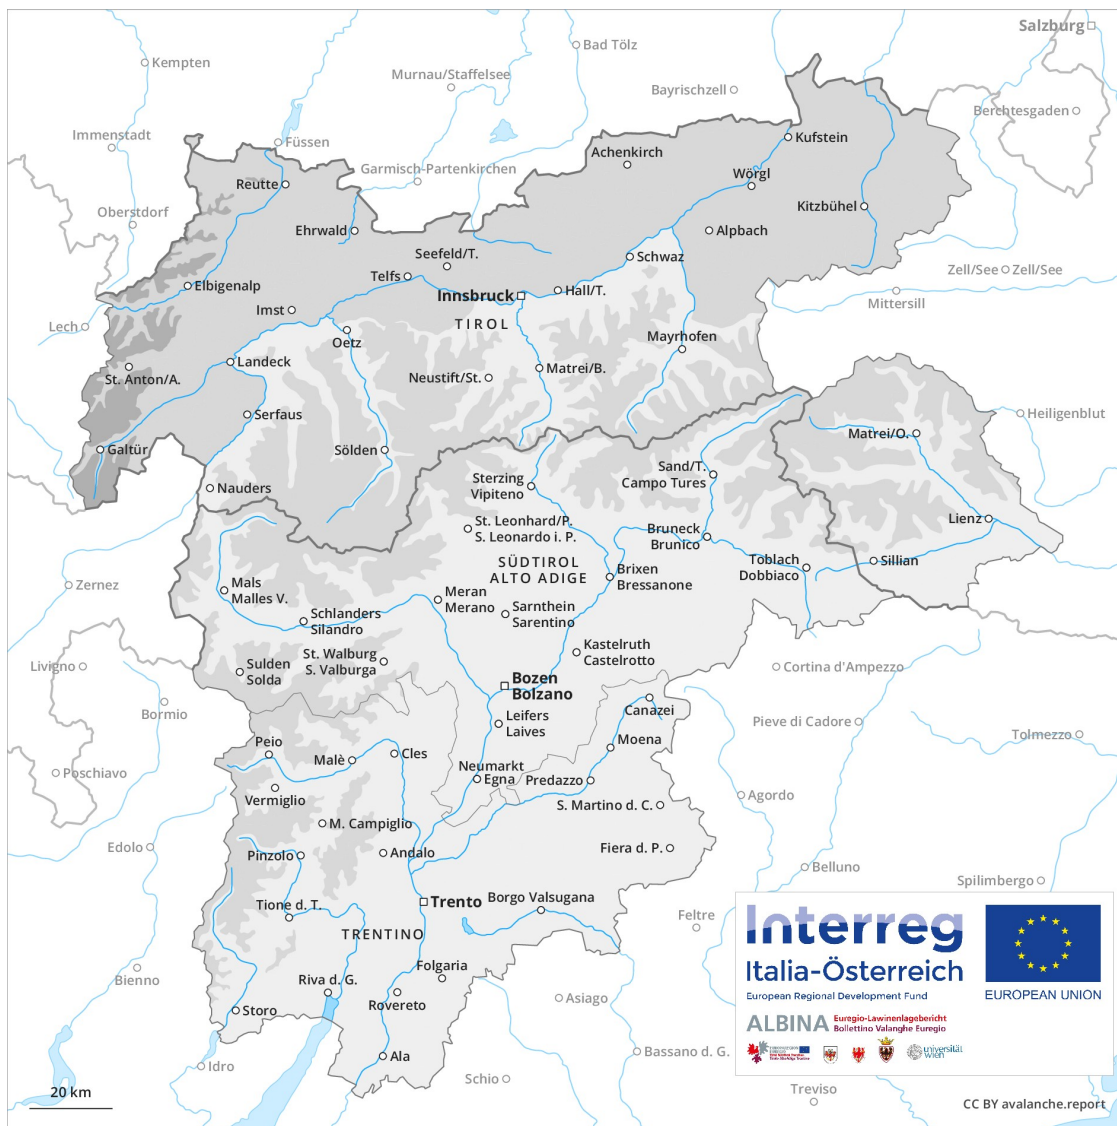 Salzburg
Bad Tölz
Kempten
Murnau/Staffelsee
Bayrischzell
Berchtesgaden
Immenstadt
Füssen
Kufstein
Achenkirch
Garmisch-Partenkirchen
Wörgl
Reutte
Kitzbühel
Oberstdorf
Ehrwald
Alpbach
Seefeld/T.
Schwaz
Zell/See
Zell/See
Telfs
Elbigenalp
Hall/T.
Innsbruck
Mittersill
Imst
Lech
TIROL
Oetz
Mayrhofen
Landeck
Matrei/B.
St. Anton/A.
Neustift/St.
Serfaus
Heiligenblut
Matrei/O.
Galtür
Sölden
Sand/T.
Campo Tures
Sterzing
Vipiteno
Nauders
Lienz
St. Leonhard/P.
S. Leonardo i. P.
Bruneck
Brunico
SÜDTIROL
ALTO ADIGE
Toblach
Dobbiaco
Sillian
Brixen
Bressanone
Zernez
Mals
Malles V.
Meran
Merano
Sarnthein
Sarentino
Schlanders
Silandro
Kastelruth
Castelrotto
St. Walburg
S. Valburga
Livigno
Sulden
Solda
Cortina d'Ampezzo
Bozen
Bolzano
Bormio
Canazei
Leifers
Laives
Pieve di Cadore
Tolmezzo
Peio
Moena
Cles
Malè
Neumarkt
Egna
Poschiavo
Predazzo
Vermiglio
Agordo
S. Martino d. C.
M. Campiglio
Edolo
Fiera d. P.
Andalo
Pinzolo
Belluno
Spilimbergo
Borgo Valsugana
Trento
Tione d. T.
Feltre
TRENTINO
Interreg
Italia-Österreich
European Regional Development Fund
EUROPEAN UNION
Folgaria
Bienno
Riva d. G.
Rovereto
Asiago
Storo
ALBINA
Euregio-Lawinenlagebericht
Bollettino Valanghe Euregio
universität
wien
Ala
Bassano d. G.
Idro
Schio
Treviso
20 km
CC BY avalanche.report